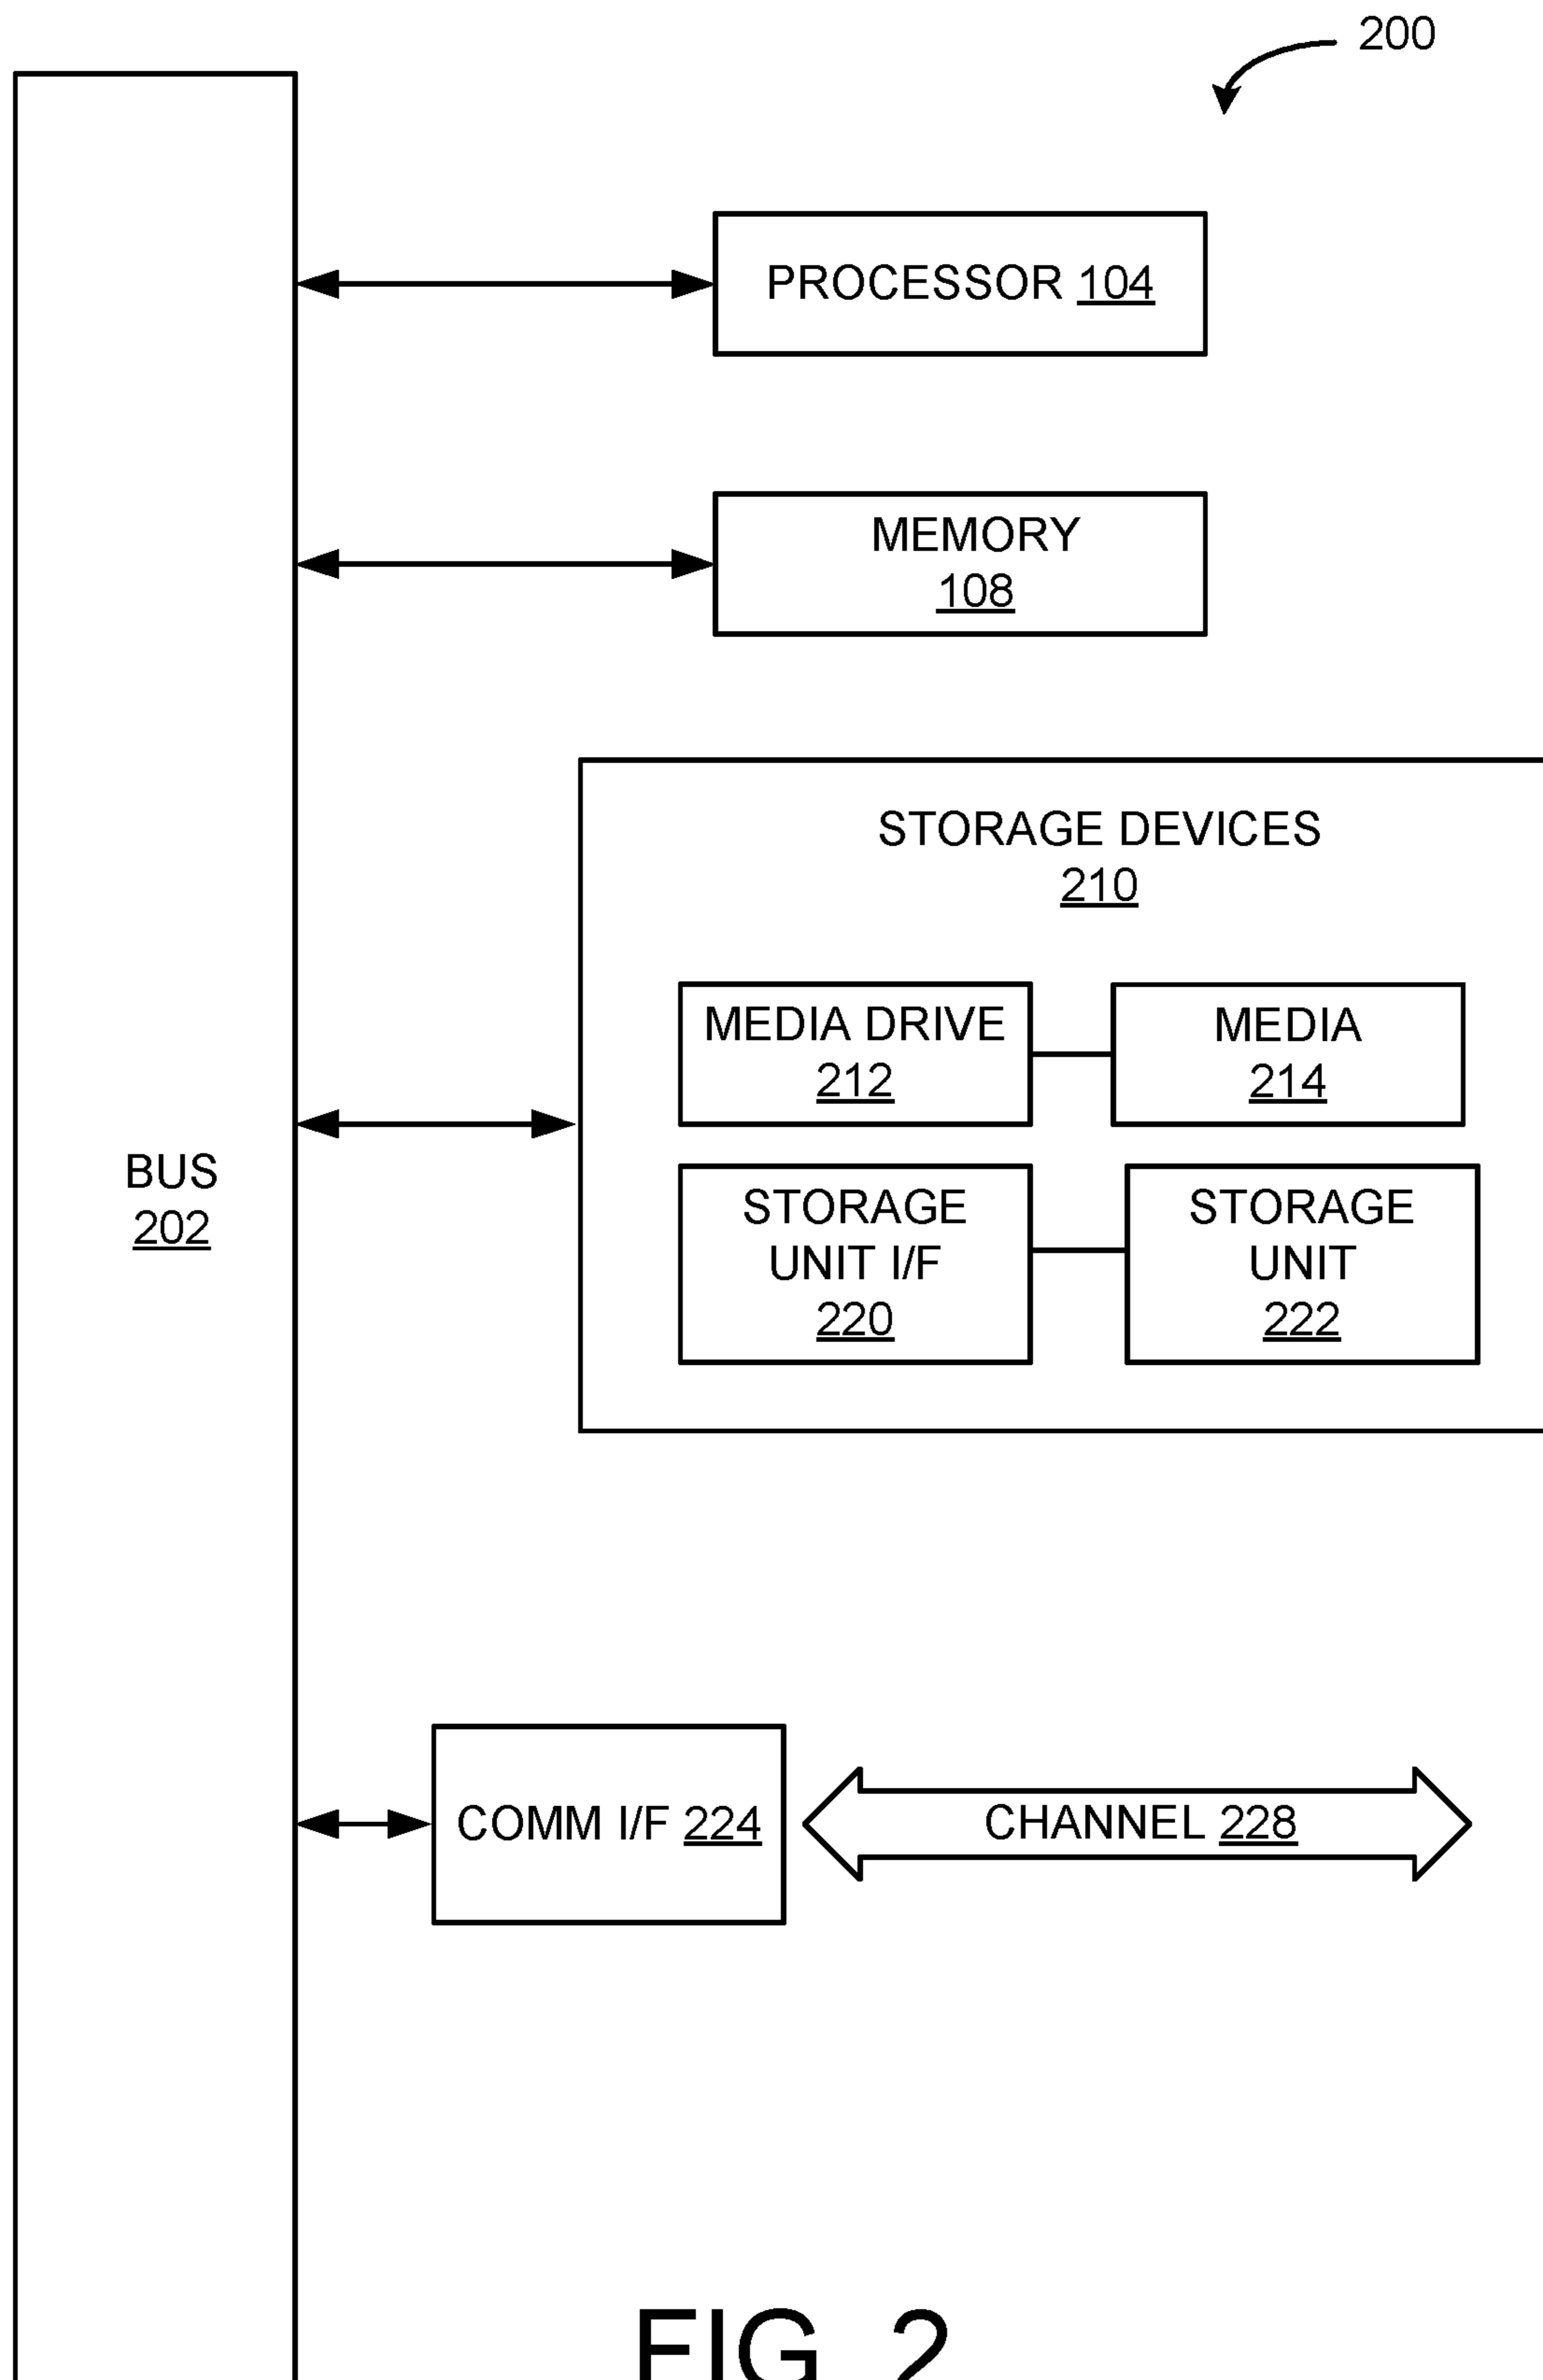 200
PROCESSOR 104
MEMORY
108
STORAGE DEVICES
210
MEDIA DRIVE
212
MEDIA
214
BUS
202
STORAGE
UNIT I/F
220
STORAGE
UNIT
222
COMM I/F 224
CHANNEL 228
FIG. 2